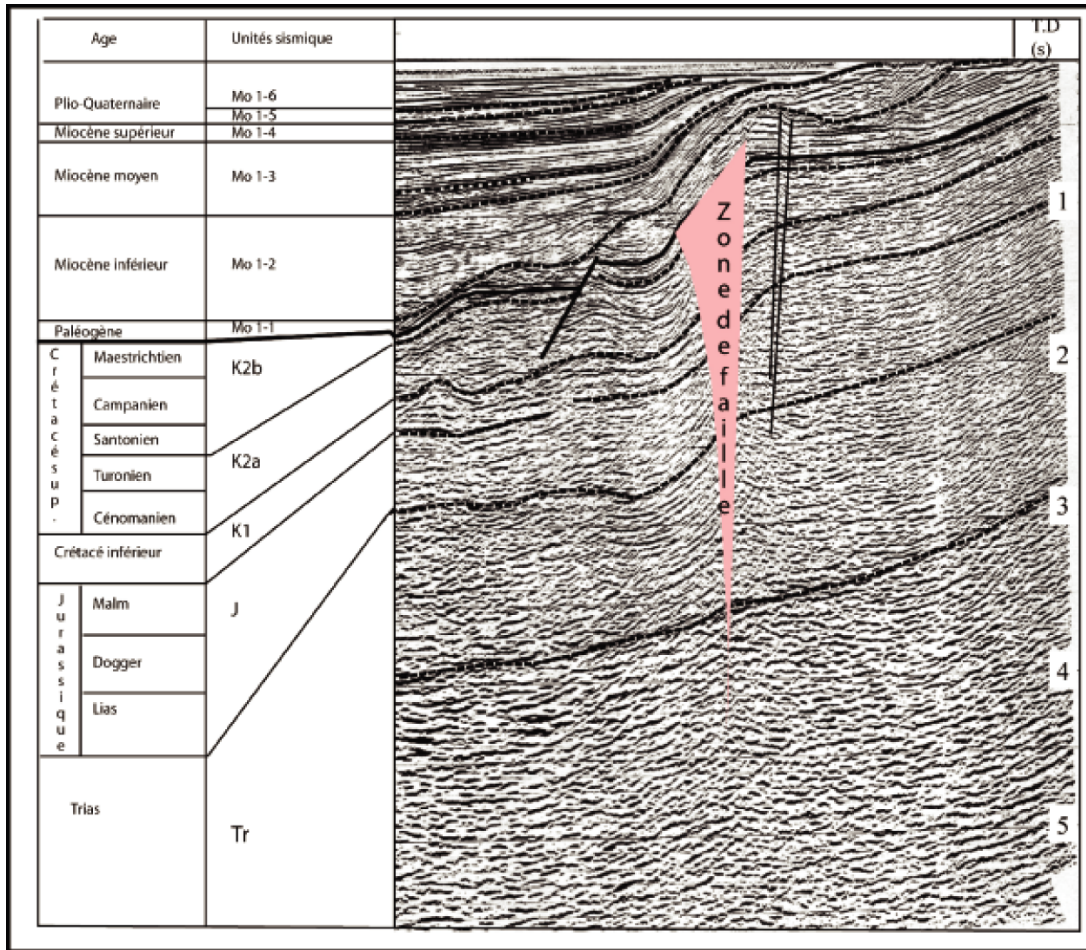 Age
Unités sismique
T.D
(s)
Plio-Quaternaire
Mo 1-6
Mo 1-5
Miocène supérieur
Mo 1-4
Miocène moyen
Mo 1-3
Miocène inférieur
Mo 1-2
Paléogène
Mo 1-1
Crétacé sup.
Maestrichtien
K2b
Campanien
Santonien
K2a
Turonien
Cénomanien
K1
Crétacé inférieur
Jurassique
Malm
J
Dogger
Lias
Trias
Tr
Zone de faille
1
2
3
4
5